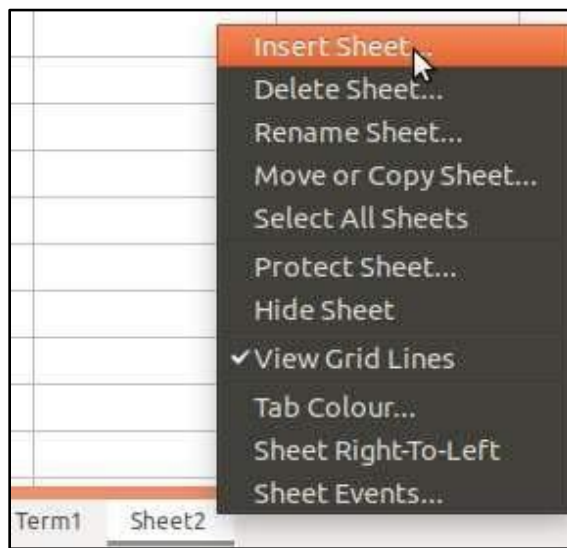 Insert Sheet...
Delete Sheet...
Rename Sheet...
Move or Copy Sheet...
Select All Sheets
Protect Sheet...
Hide Sheet
View Grid Lines
Tab Colour...
Sheet Right-To-Left
Sheet Events...
Term1 Sheet2